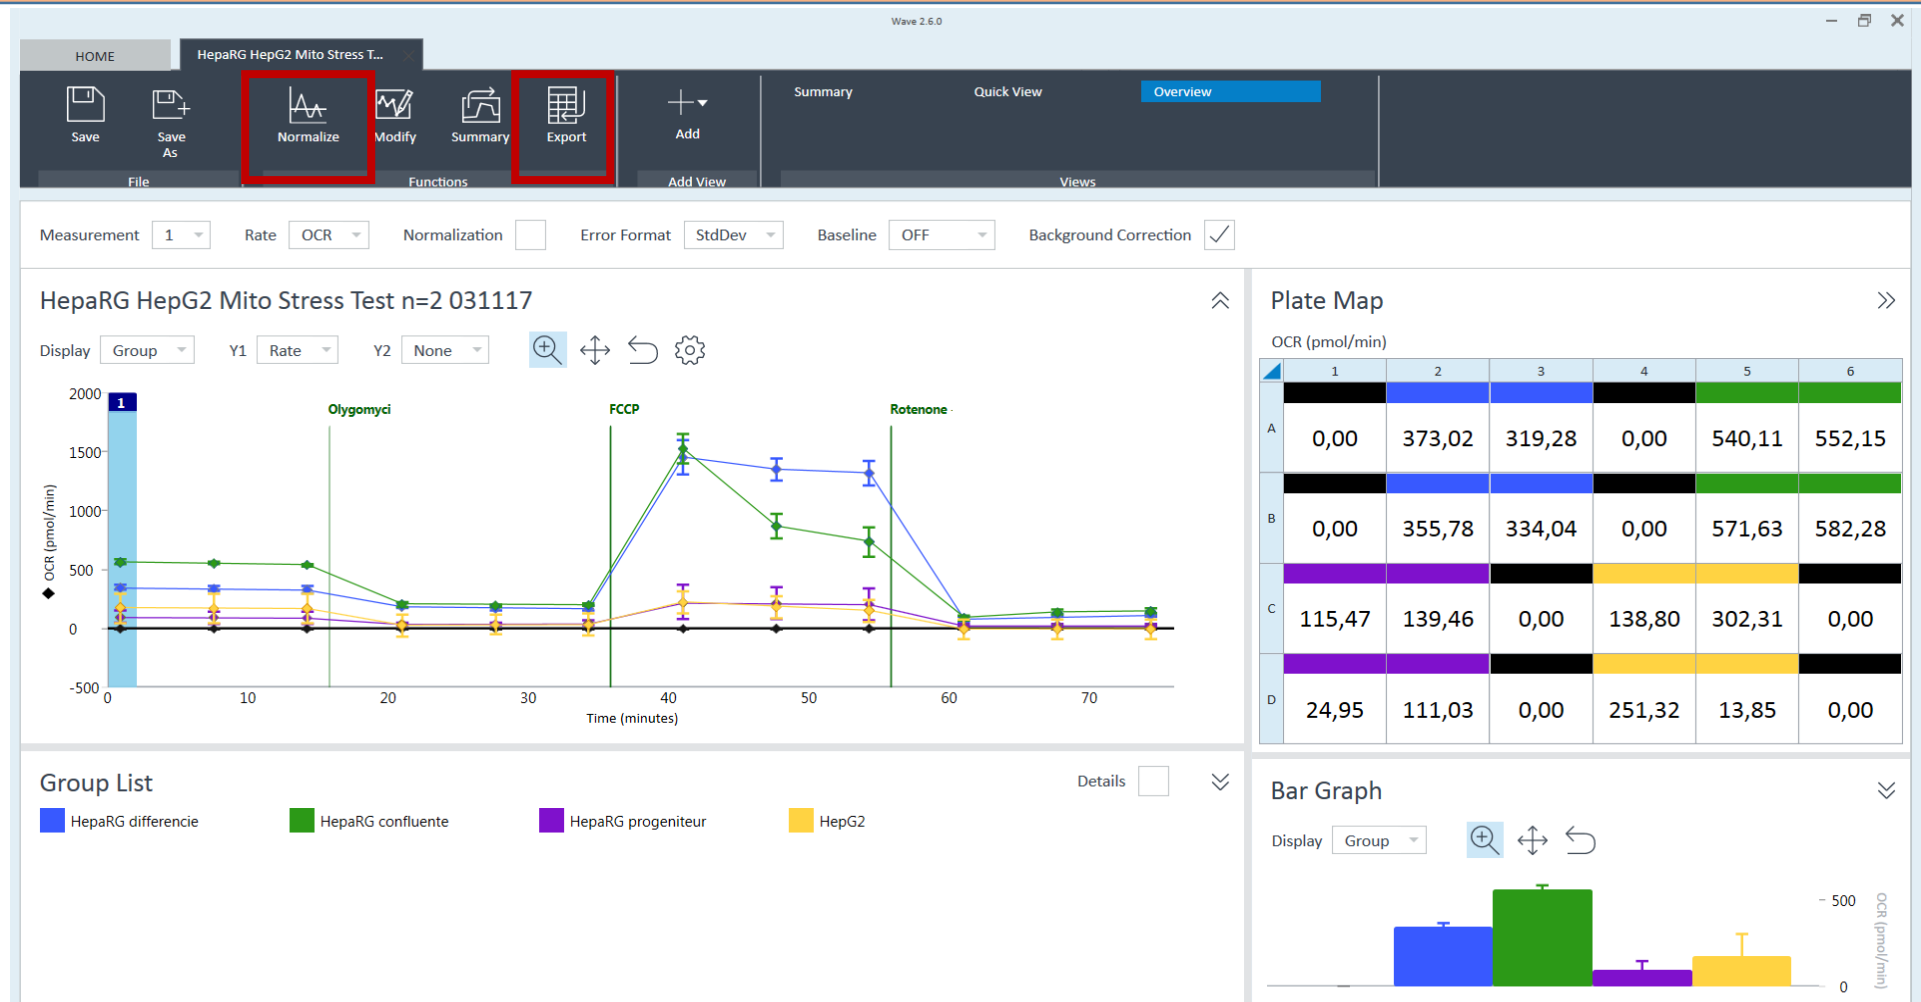 Wave 2.6.0
HOME
HepaRG HepG2 Mito Stress T...
Save
Save As
Normalize
Modify
Summary
Export
Add
Summary
Quick View
Overview
File
Functions
Add View
Views
Measurement 1 Rate OCR Normalization Error Format StdDev Baseline OFF Background Correction
HepaRG HepG2 Mito Stress Test n=2 031117
Display Group Y1 Rate Y2 None
1
Olygomyci
FCCP
Rotenone
2000
1500
1000
500
0
-500
OCR (pmol/min)
0 10 20 30 40 50 60 70
Time (minutes)
Plate Map
OCR (pmol/min)
1 2 3 4 5 6
A 0,00 373,02 319,28 0,00 540,11 552,15
B 0,00 355,78 334,04 0,00 571,63 582,28
C 115,47 139,46 0,00 138,80 302,31 0,00
D 24,95 111,03 0,00 251,32 13,85 0,00
Group List
Details
HepaRG differencie
HepaRG confluente
HepaRG progeniteur
HepG2
Bar Graph
Display Group
500
0
OCR (pmol/min)